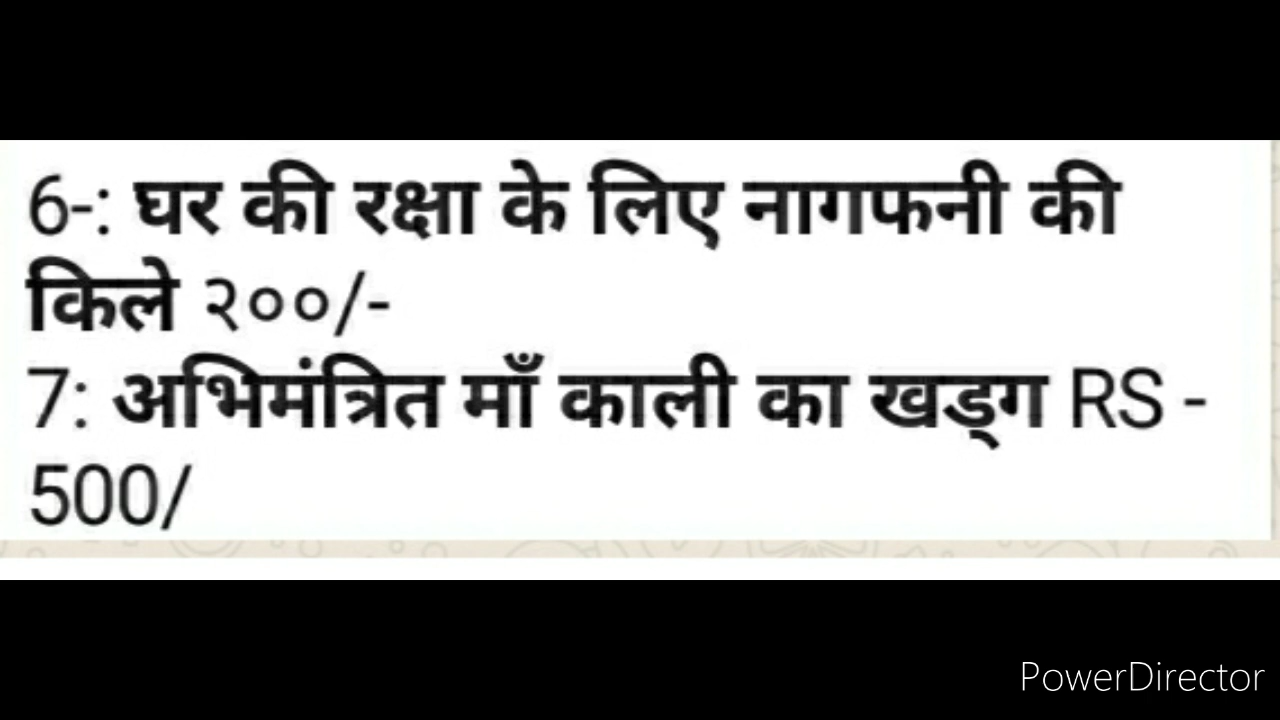 6-: घर की रक्षा के लिए नागफनी की
किले २००/-
7: अभिमंत्रित माँ काली का खड्ग RS -
500/
PowerDirector